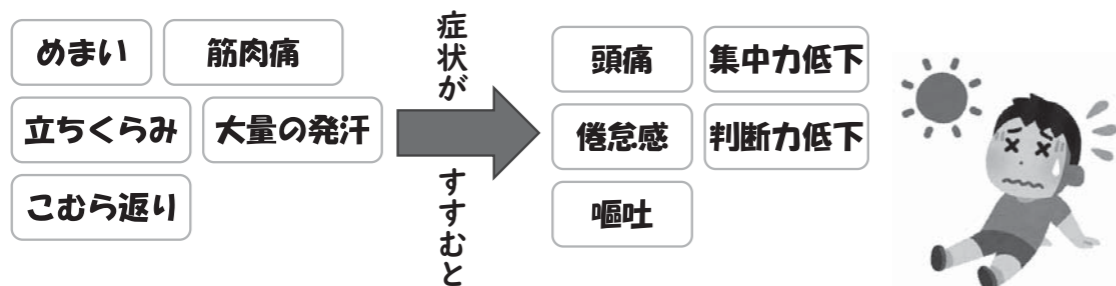 めまい
筋肉痛
立ちくらみ
大量の発汗
こむら返り
症状が
すすむと
頭痛
集中力低下
倦怠感
判断力低下
嘔吐